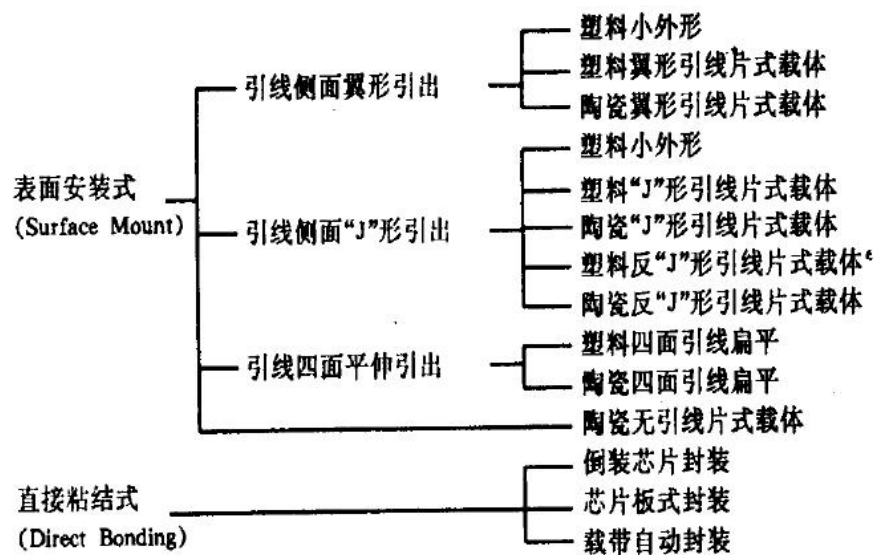 表面安装式
(Surface Mount)
引线侧面翼形引出
塑料小外形
塑料翼形引线片式载体
陶瓷翼形引线片式载体
引线侧面“J”形引出
塑料小外形
塑料“J”形引线片式载体
陶瓷“J”形引线片式载体
塑料反“J”形引线片式载体
陶瓷反“J”形引线片式载体
引线四面平伸引出
塑料四面引线扁平
陶瓷四面引线扁平
陶瓷无引线片式载体
直接粘结式
(Direct Bonding)
倒装芯片封装
芯片板式封装
载带自动封装